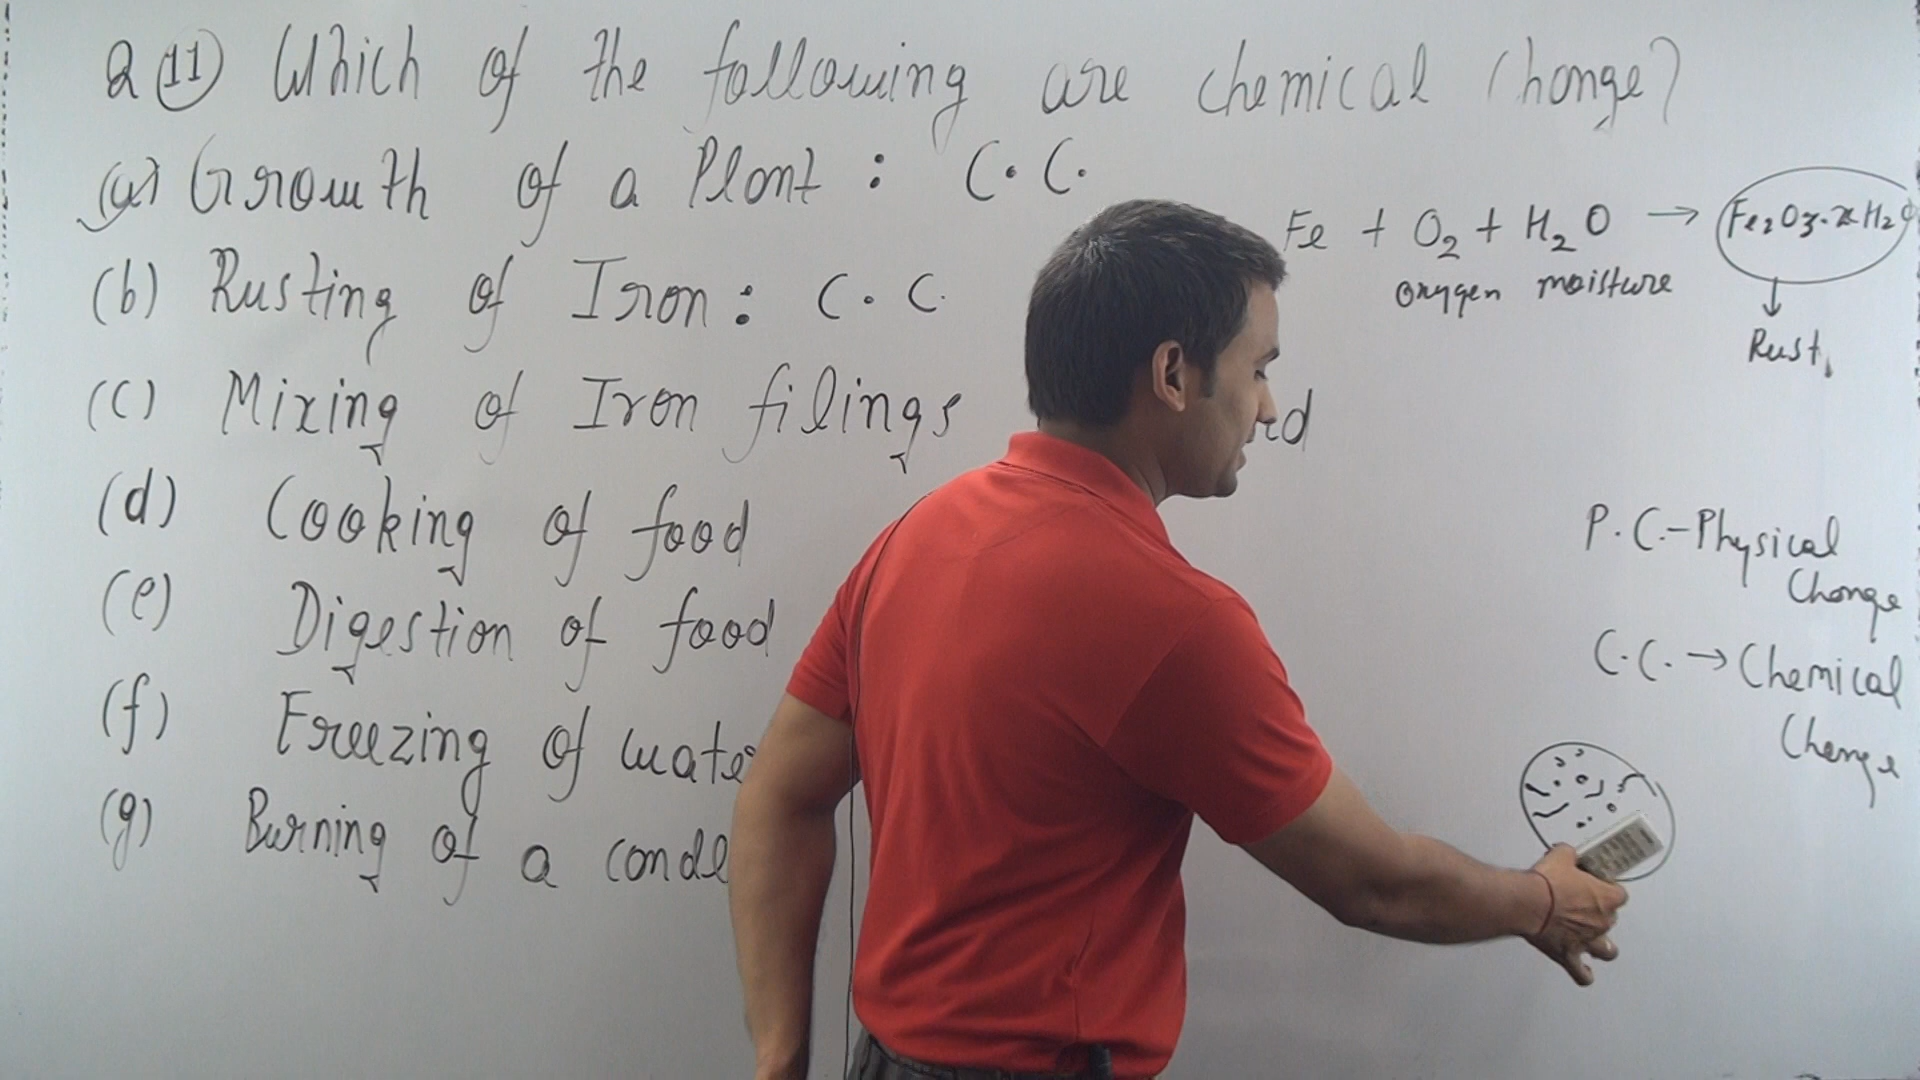 Q (11) Which of the following are chemical change?
(a) Growth of a Plant : C.C.
(b) Rusting of Iron : C.C.
(c) Mixing of Iron filings
(d) Cooking of food
(e) Digestion of food
(f) Freezing of wate
(g) Burning of a candl
Fe + O2 + H2O → Fe2O3.xH2O
oxygen moisture
Rust
P.C.-Physical
Change
C.C. → Chemical
Change